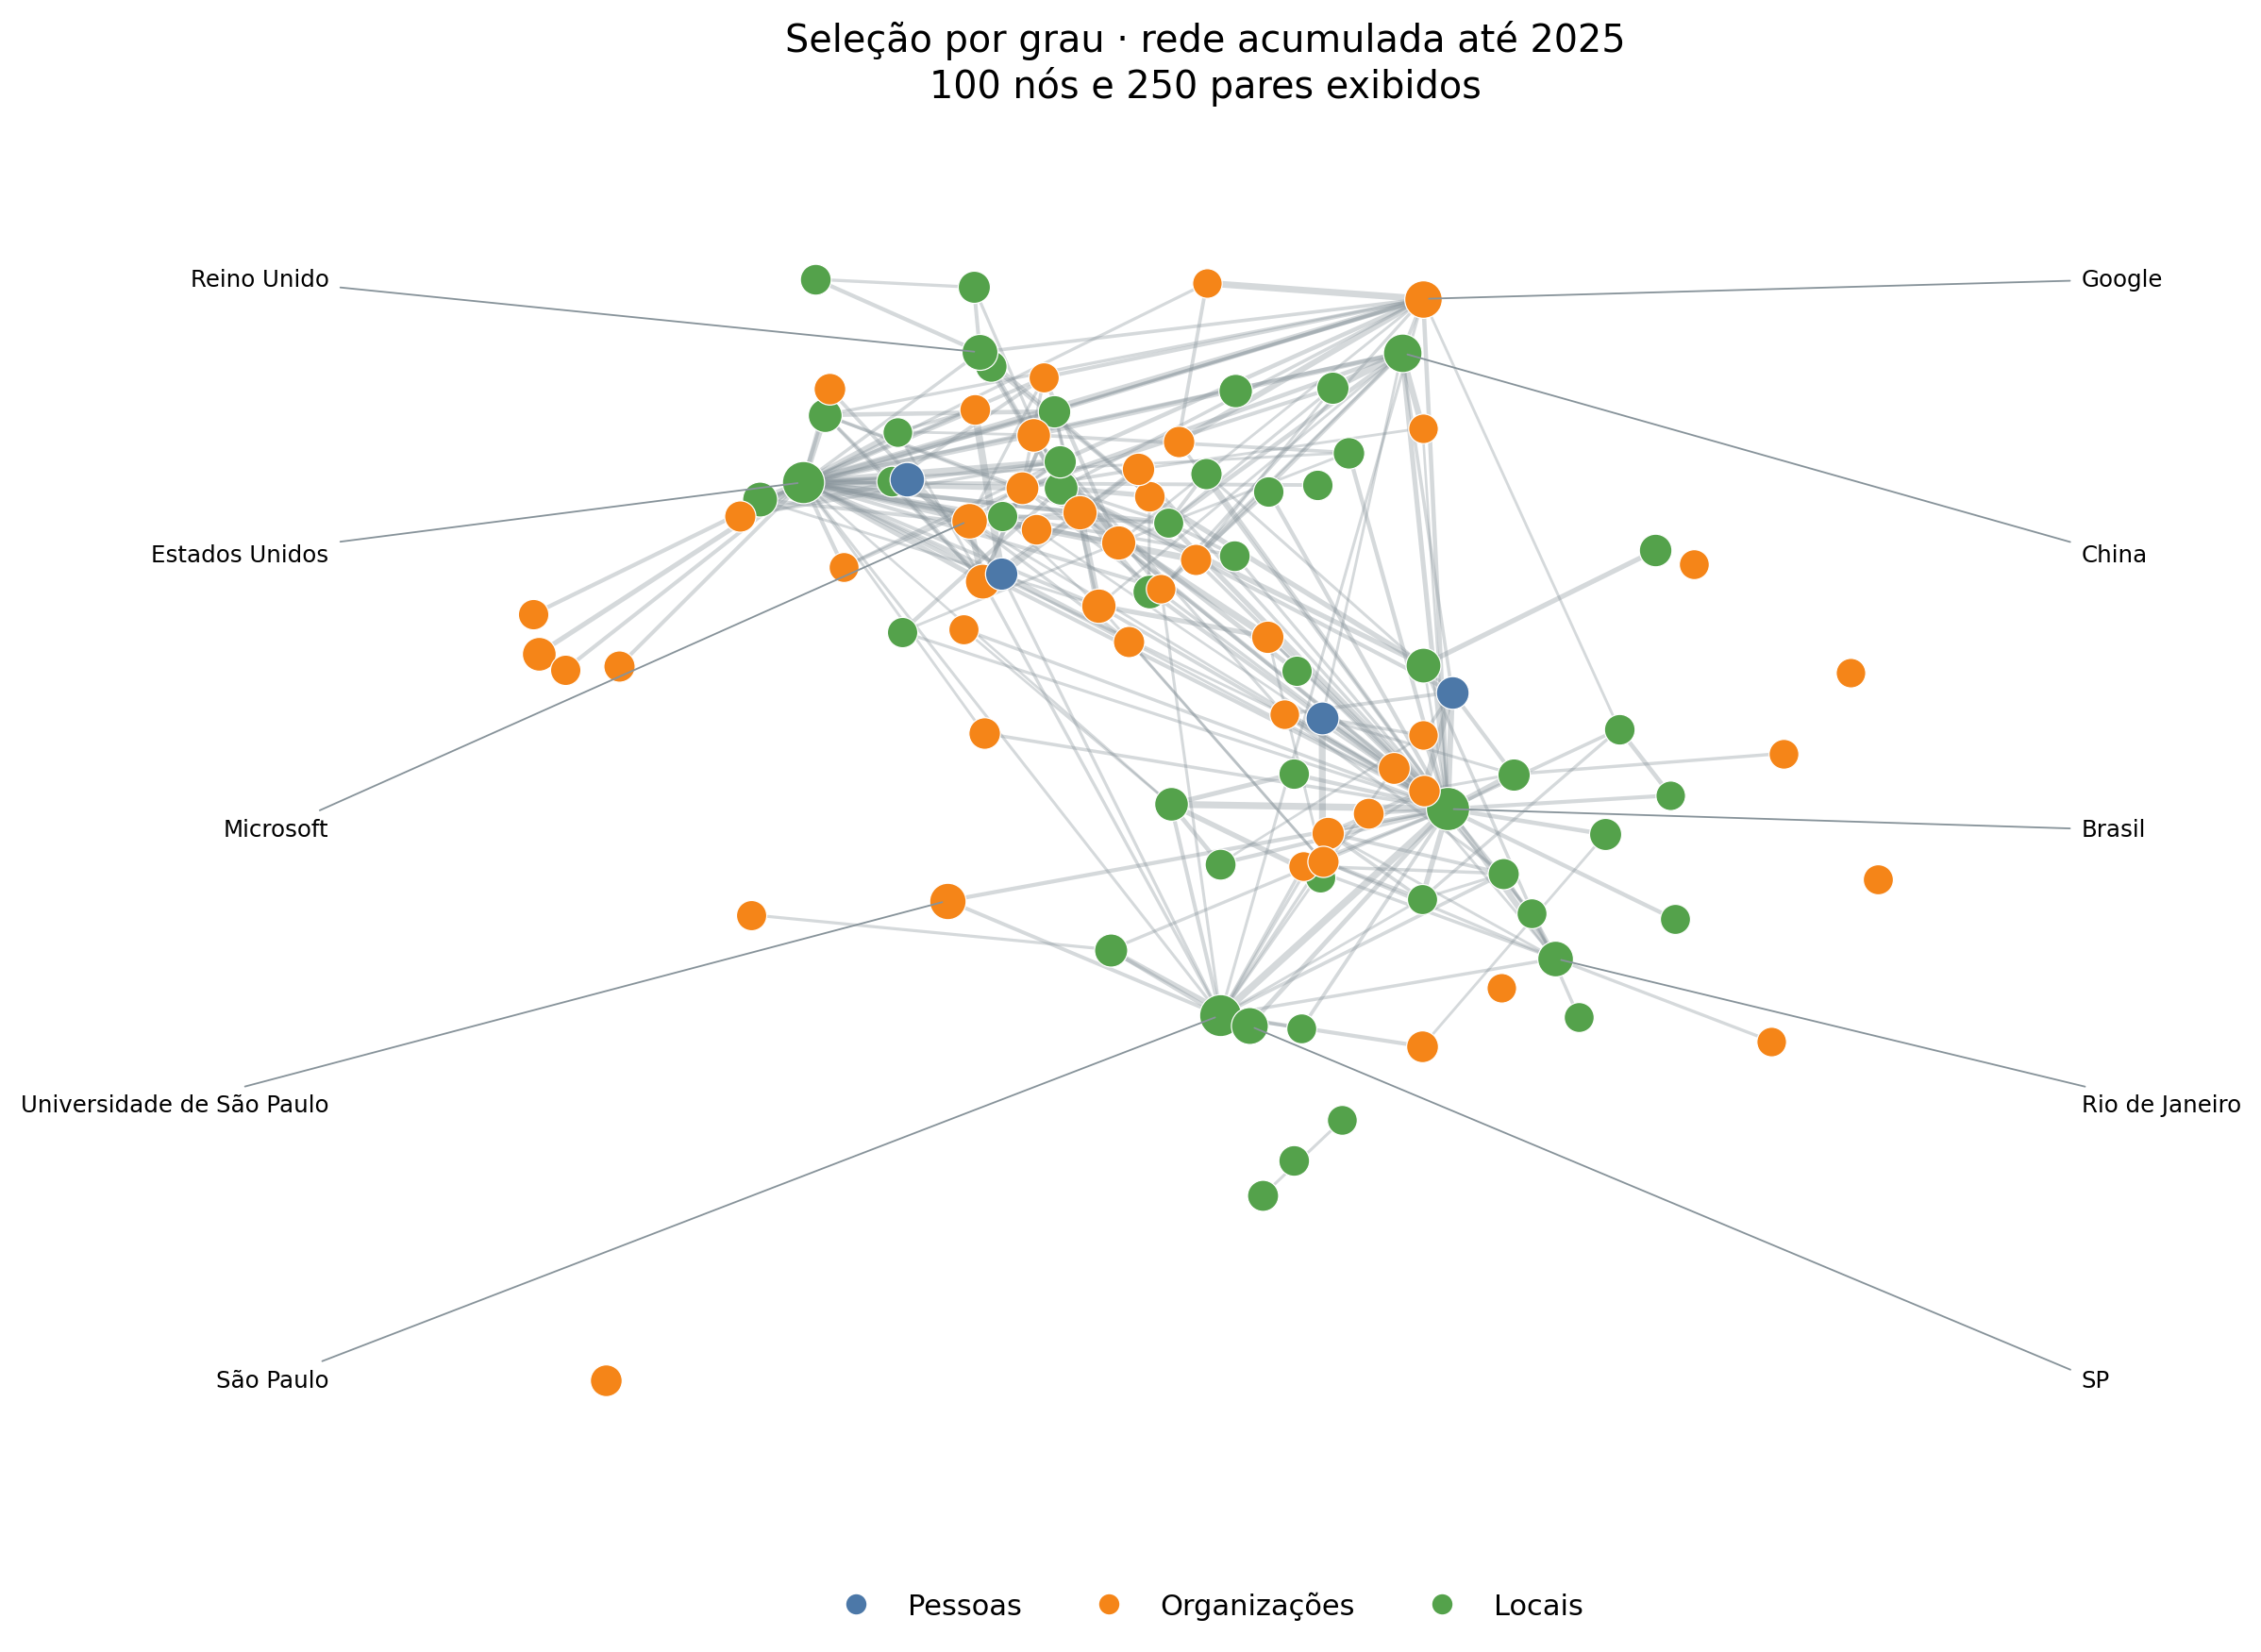 Seleção por grau · rede acumulada até 2025
100 nós e 250 pares exibidos
Reino Unido
Google
Estados Unidos
China
Microsoft
Brasil
Universidade de São Paulo
Rio de Janeiro
São Paulo
SP
Pessoas
Organizações
Locais